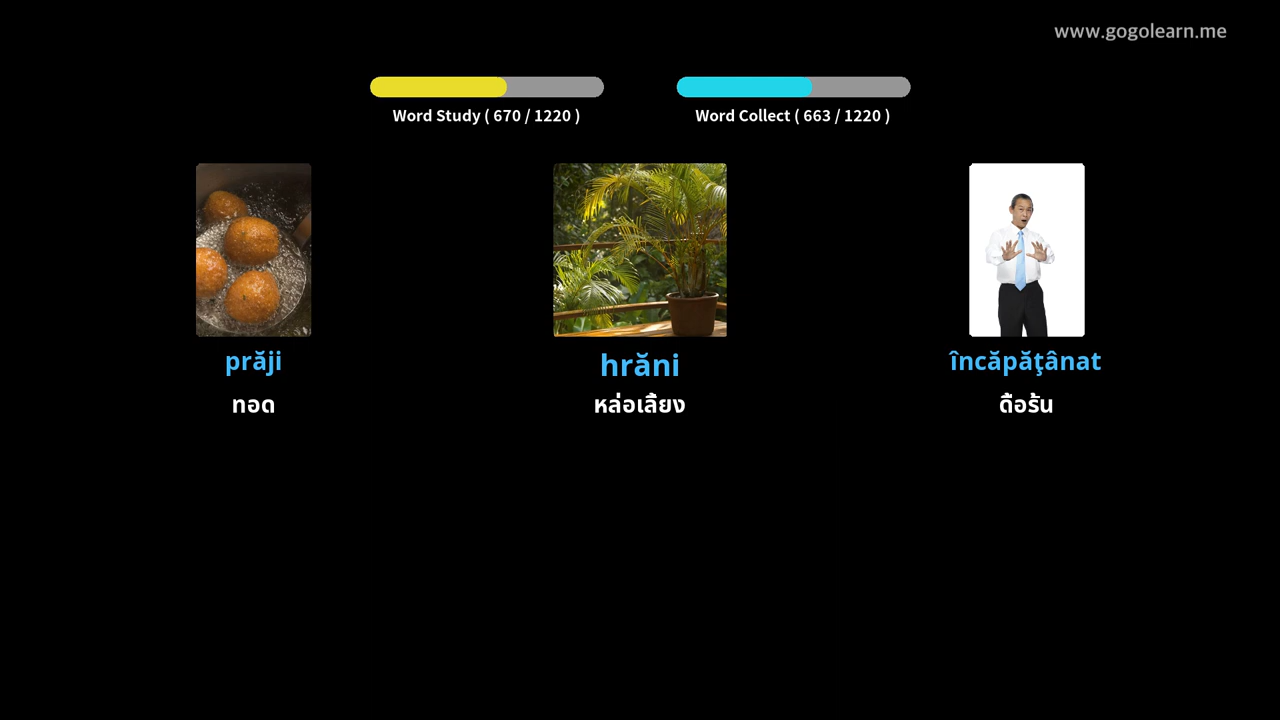 www.gogolearn.me
Word Study ( 670 / 1220 )
Word Collect ( 663 / 1220 )
prăji
hrăni
încăpăţânat
ทอด
หล่อเลี้ยง
ดื้อรั้น